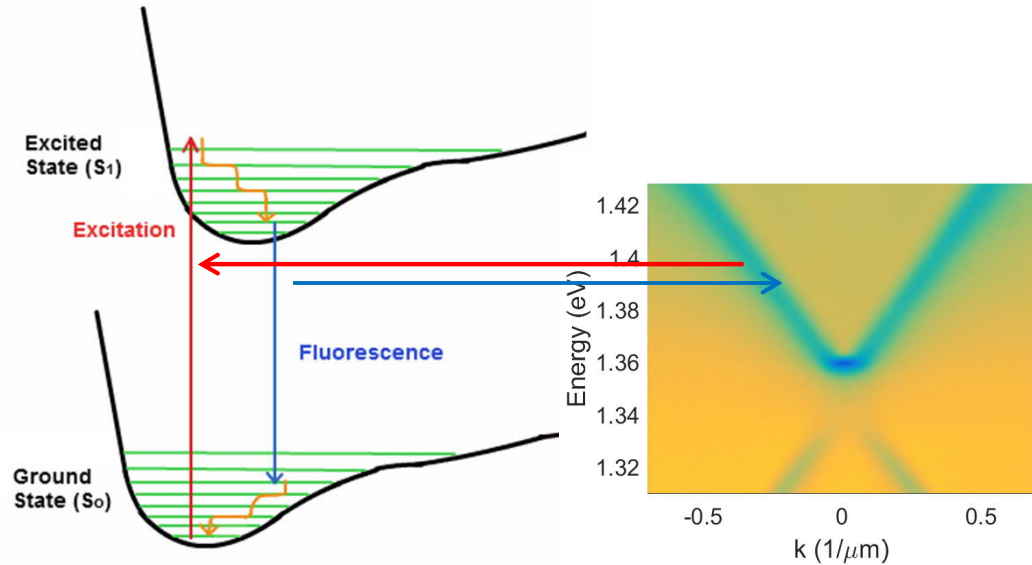 Excited
State (S₁)
Excitation
Fluorescence
Ground
State (S₀)
Energy (eV)
1.42
1.4
1.38
1.36
1.34
1.32
-0.5
0
0.5
k (1/μm)